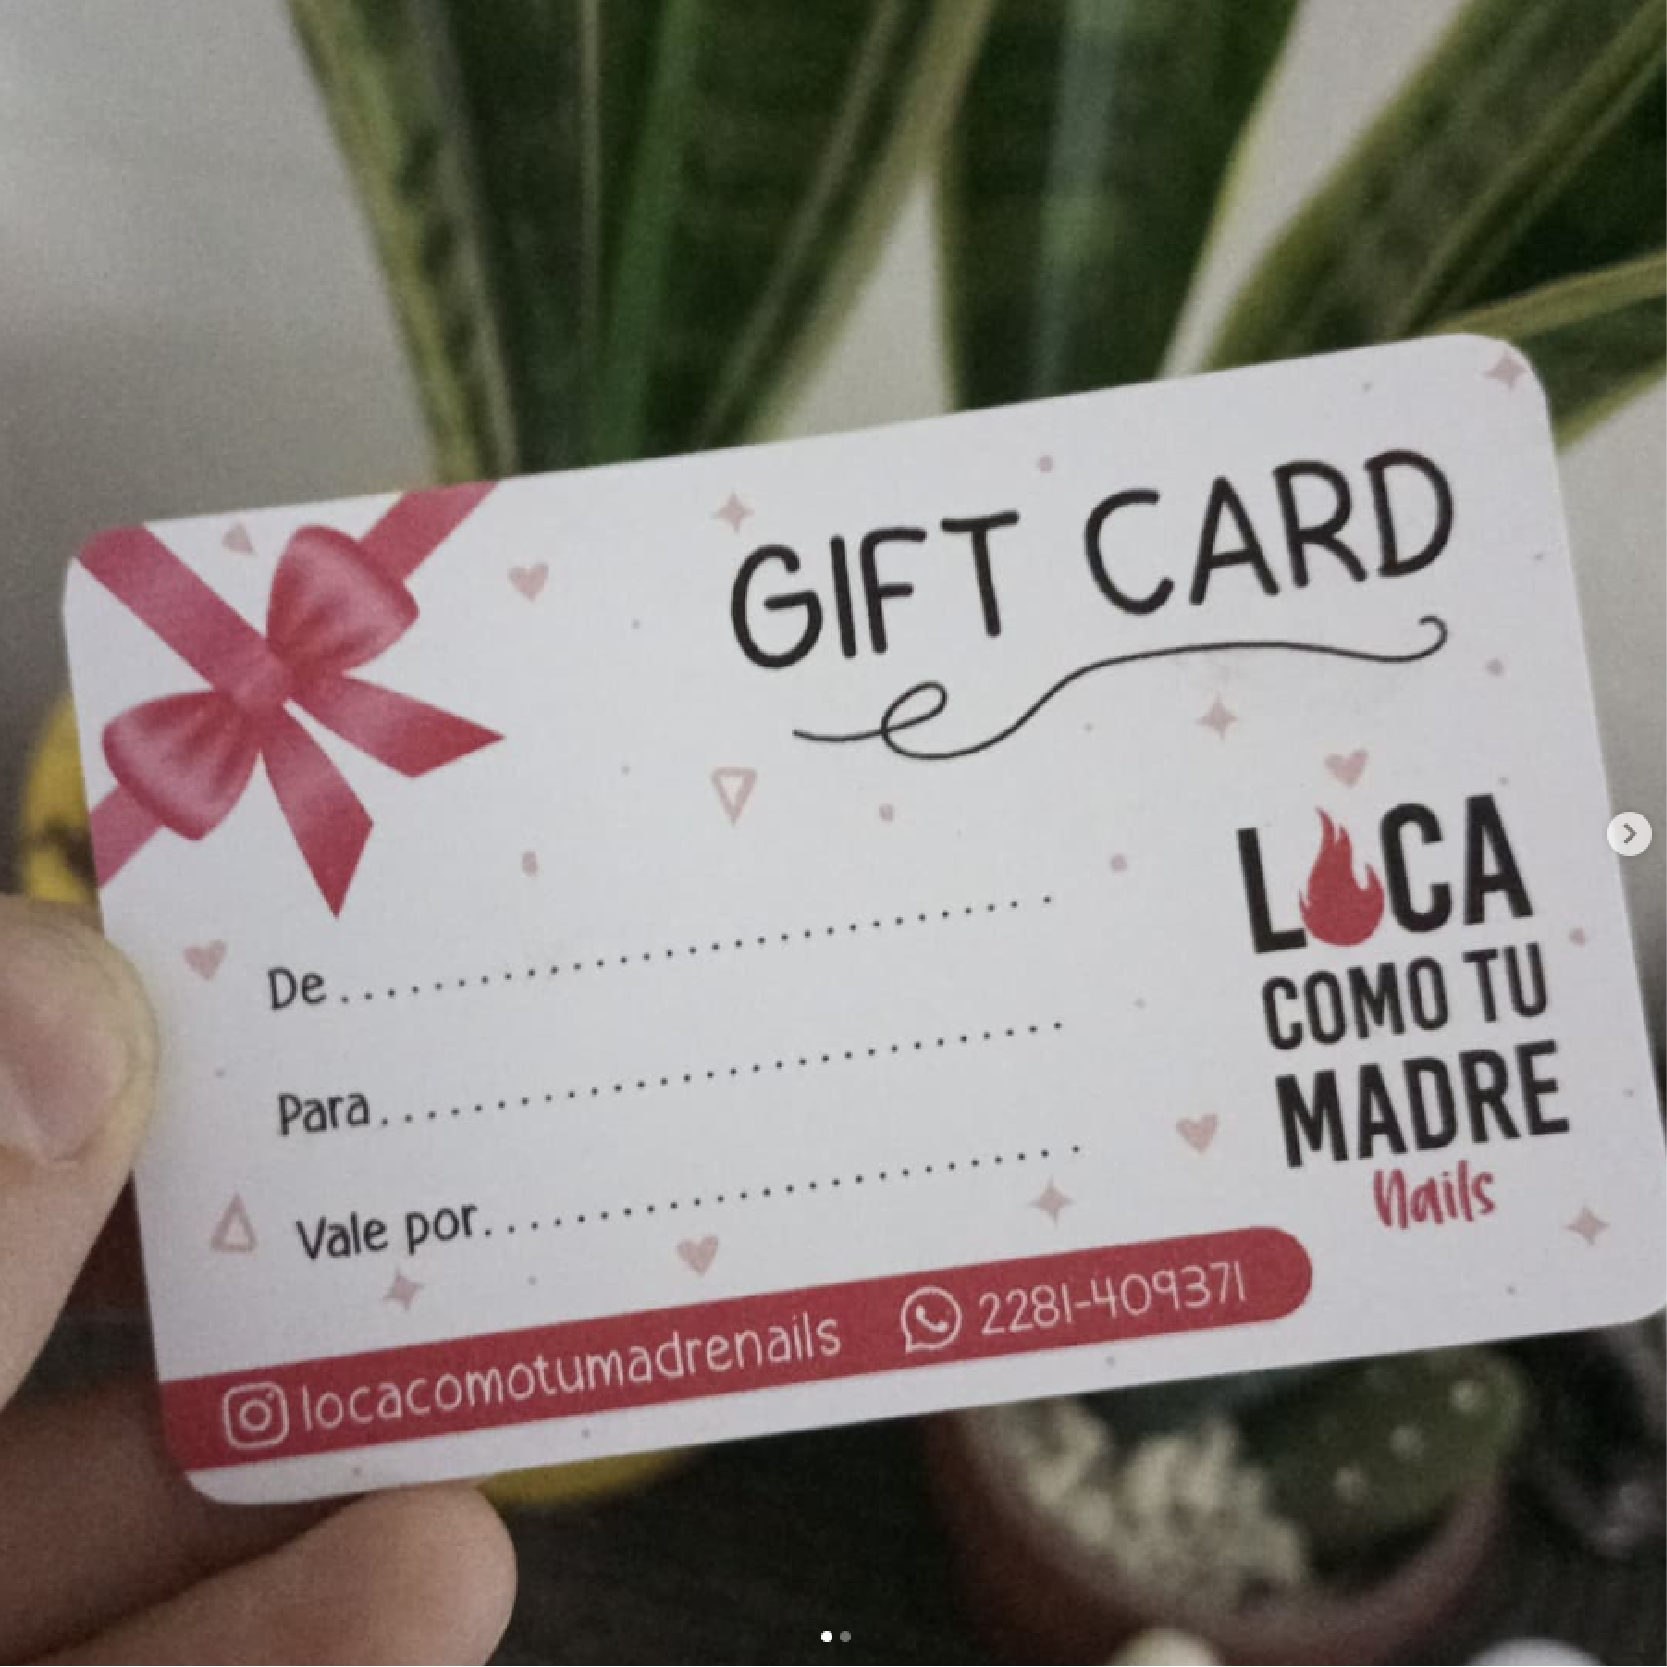 GIFT CARD
LOCA
COMO TU
MADRE
Nails
De..............................
Para..............................
Vale por..........................
locacomotumadrenails 2281-409371